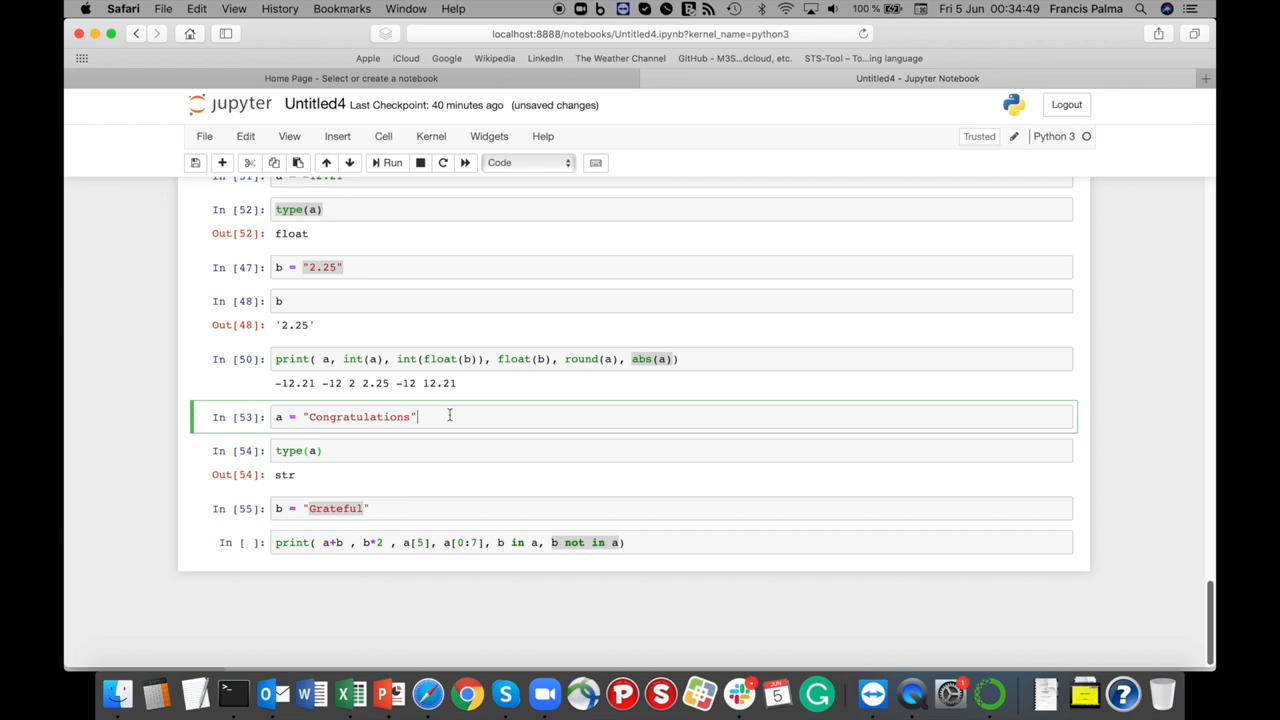 Safari File Edit View History Bookmarks Window Help 100 % Fri 5 Jun 00:34:49 Francis Palma
localhost:8888/notebooks/Untitled4.ipynb?kernel_name=python3
Apple iCloud Google Wikipedia LinkedIn The Weather Channel GitHub - M3S...dcloud, etc. STS-Tool – To...ing language
Home Page - Select or create a notebook Untitled4 - Jupyter Notebook
jupyter Untitled4 Last Checkpoint: 40 minutes ago (unsaved changes) Logout
File Edit View Insert Cell Kernel Widgets Help Trusted Python 3
Run Code
In [51]: a = -12.21
In [52]: type(a)
Out[52]: float
In [47]: b = "2.25"
In [48]: b
Out[48]: '2.25'
In [50]: print( a, int(a), int(float(b)), float(b), round(a), abs(a))
-12.21 -12 2 2.25 -12 12.21
In [53]: a = "Congratulations"
In [54]: type(a)
Out[54]: str
In [55]: b = "Grateful"
In [ ]: print( a+b , b*2 , a[5], a[0:7], b in a, b not in a)